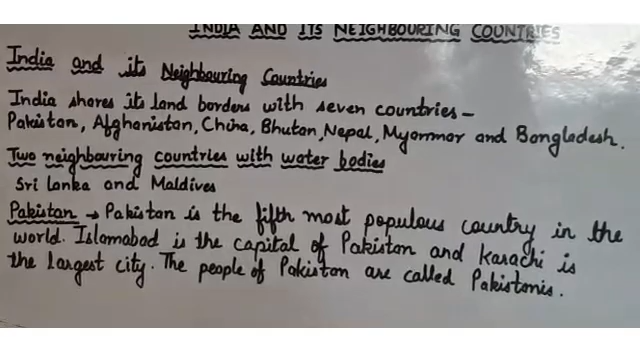 INDIA AND ITS NEIGHBOURING COUNTRIES
India and its Neighbouring Countries
India shares its land borders with seven countries –
Pakistan, Afghanistan, China, Bhutan, Nepal, Myanmar and Bangladesh.
Two neighbouring countries with water bodies
Sri Lanka and Maldives
Pakistan → Pakistan is the fifth most populous country in the
world. Islamabad is the capital of Pakistan and Karachi is
the largest city. The people of Pakistan are called Pakistanis.